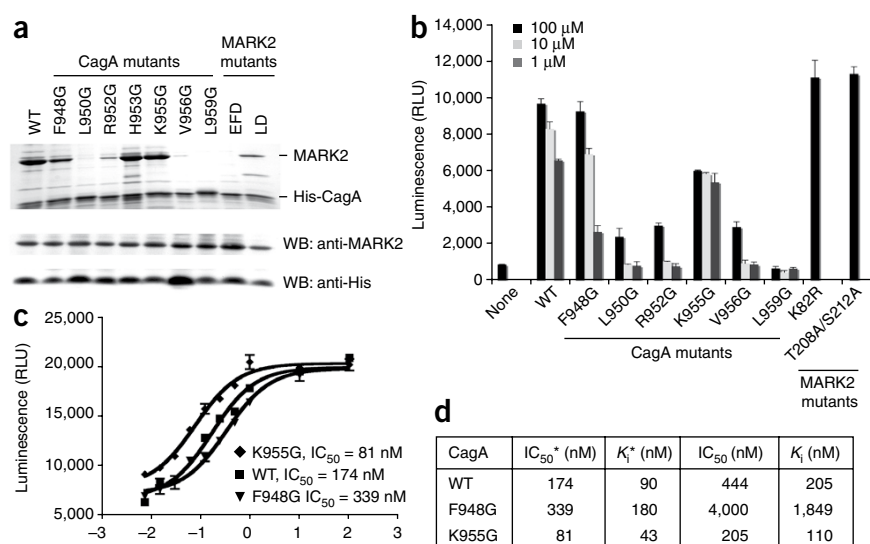 a
CagA mutants
MARK2
mutants
WT
F948G
L950G
R952G
H953G
K955G
V956G
L959G
EFD
LD
MARK2
His-CagA
WB: anti-MARK2
WB: anti-His
b
14,000
12,000
10,000
8,000
6,000
4,000
2,000
0
Luminescence (RLU)
100 μM
10 μM
1 μM
None
WT
F948G
L950G
R952G
K955G
V956G
L959G
K82R
T208A/S212A
CagA mutants
MARK2
mutants
c
25,000
20,000
15,000
10,000
5,000
Luminescence (RLU)
K955G, IC50 = 81 nM
WT, IC50 = 174 nM
F948G IC50 = 339 nM
–3 –2 –1 0 1 2 3
d
CagA IC50* (nM) Ki* (nM) IC50 (nM) Ki (nM)
WT 174 90 444 205
F948G 339 180 4,000 1,849
K955G 81 43 205 110